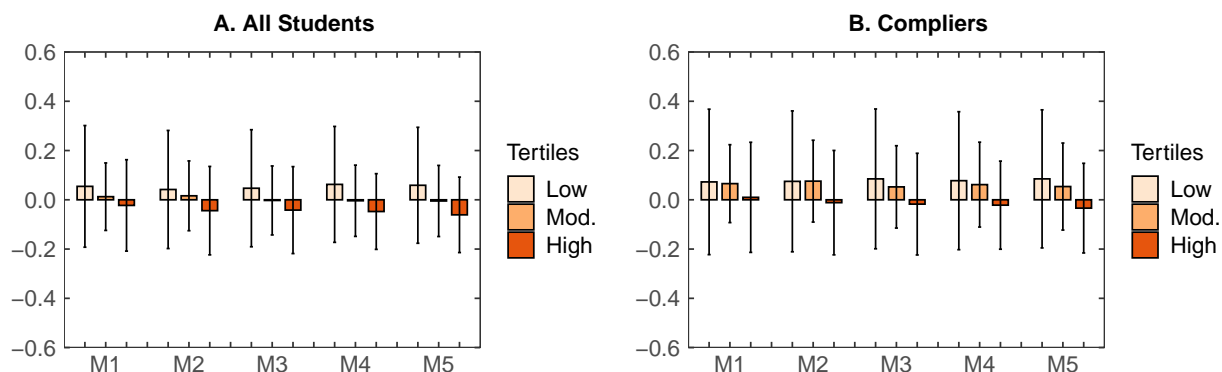 A. All Students
0.6
0.4
0.2
0.0
−0.2
−0.4
−0.6
M1 M2 M3 M4 M5
Tertiles
Low
Mod.
High
B. Compliers
0.6
0.4
0.2
0.0
−0.2
−0.4
−0.6
M1 M2 M3 M4 M5
Tertiles
Low
Mod.
High